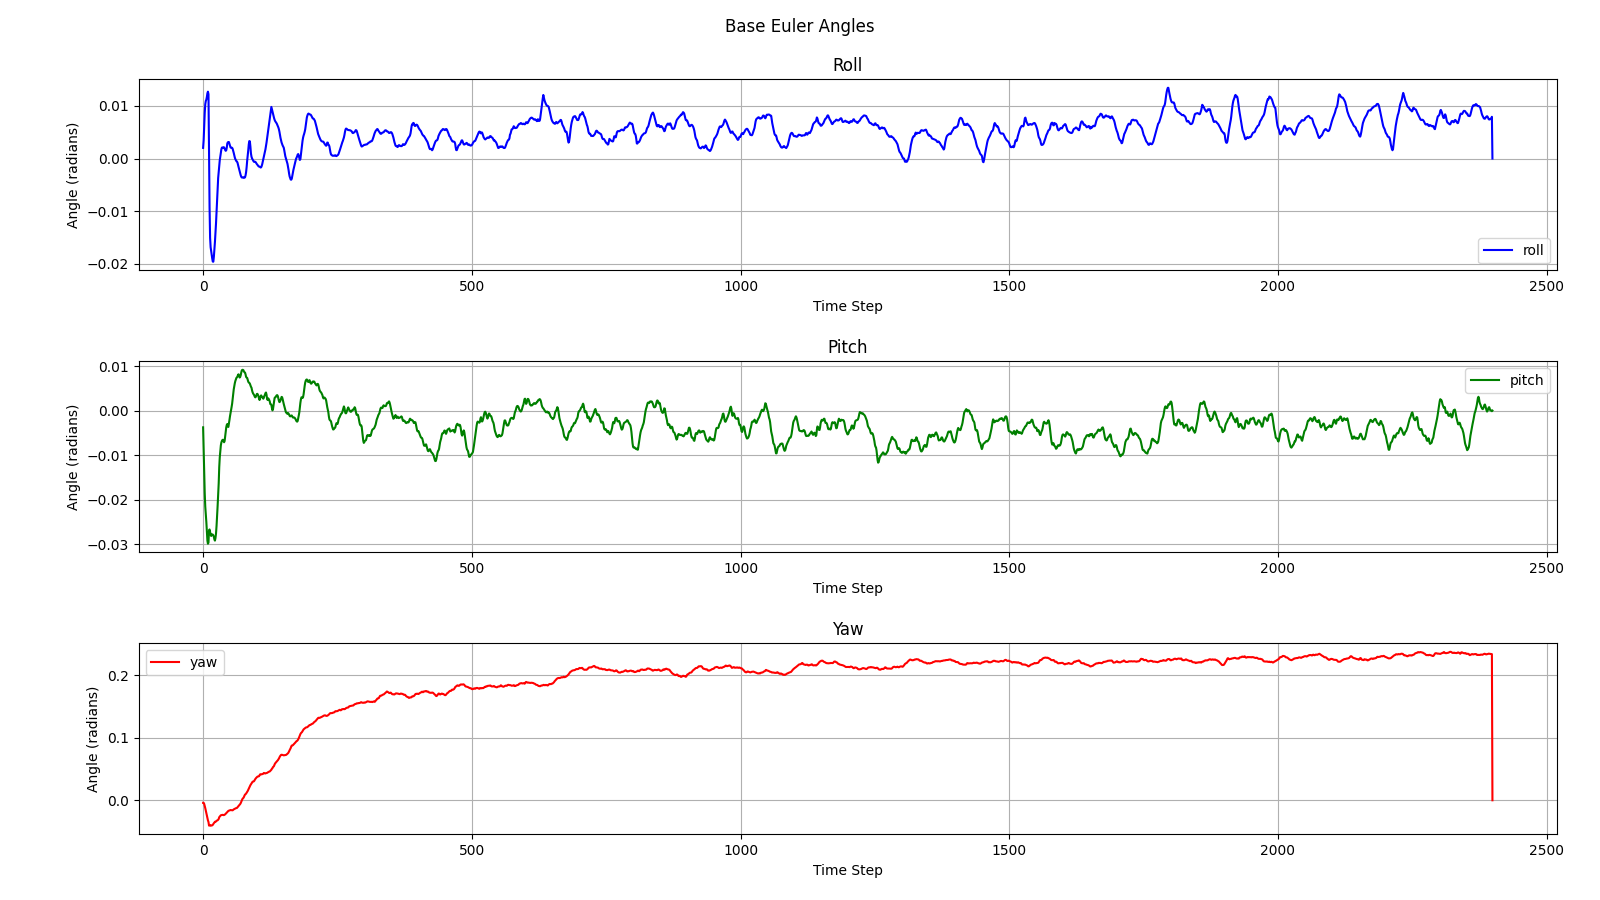 Base Euler Angles
Roll
Angle (radians)
0.01
0.00
−0.01
−0.02
roll
0 500 1000 1500 2000 2500
Time Step
Pitch
Angle (radians)
0.01
0.00
−0.01
−0.02
−0.03
pitch
0 500 1000 1500 2000 2500
Time Step
Yaw
Angle (radians)
yaw
0.2
0.1
0.0
0 500 1000 1500 2000 2500
Time Step